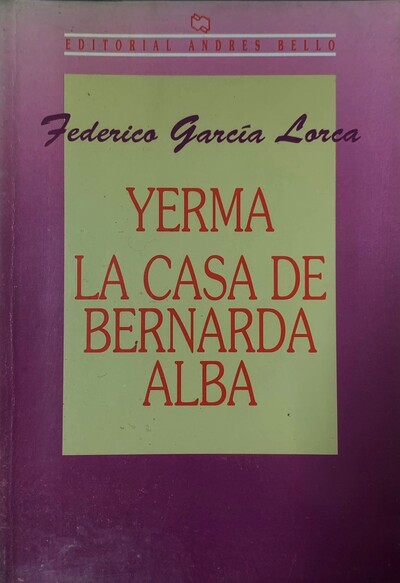 EDITORIAL ANDRES BELLO
Federico García Lorca
YERMA
LA CASA DE
BERNARDA
ALBA